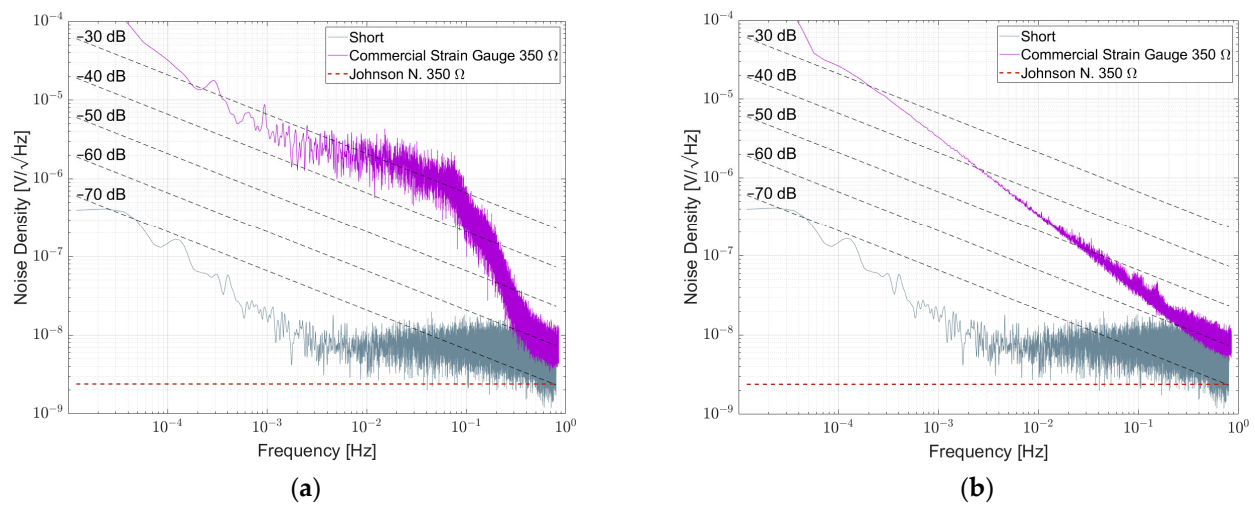 10⁻⁴
10⁻⁵
10⁻⁶
10⁻⁷
10⁻⁸
10⁻⁹
Noise Density [V/√Hz]
–30 dB
–40 dB
–50 dB
–60 dB
–70 dB
Short
Commercial Strain Gauge 350 Ω
Johnson N. 350 Ω
10⁻⁴ 10⁻³ 10⁻² 10⁻¹ 10⁰
Frequency [Hz]
(a)
10⁻⁴
10⁻⁵
10⁻⁶
10⁻⁷
10⁻⁸
10⁻⁹
Noise Density [V/√Hz]
–30 dB
–40 dB
–50 dB
–60 dB
–70 dB
Short
Commercial Strain Gauge 350 Ω
Johnson N. 350 Ω
10⁻⁴ 10⁻³ 10⁻² 10⁻¹ 10⁰
Frequency [Hz]
(b)